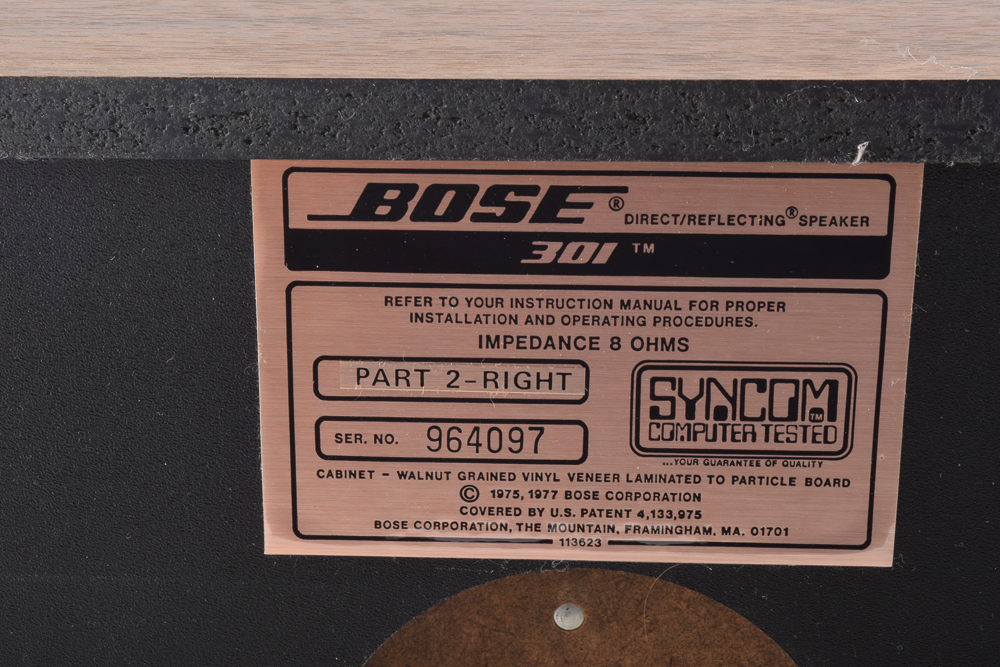 BOSE® DIRECT/REFLECTING® SPEAKER
301 ™
REFER TO YOUR INSTRUCTION MANUAL FOR PROPER
INSTALLATION AND OPERATING PROCEDURES.
IMPEDANCE 8 OHMS
PART 2-RIGHT
SER. NO. 964097
SYNCOM™
COMPUTER TESTED
...YOUR GUARANTEE OF QUALITY
CABINET - WALNUT GRAINED VINYL VENEER LAMINATED TO PARTICLE BOARD
© 1975, 1977 BOSE CORPORATION
COVERED BY U.S. PATENT 4,133,975
BOSE CORPORATION, THE MOUNTAIN, FRAMINGHAM, MA. 01701
113623